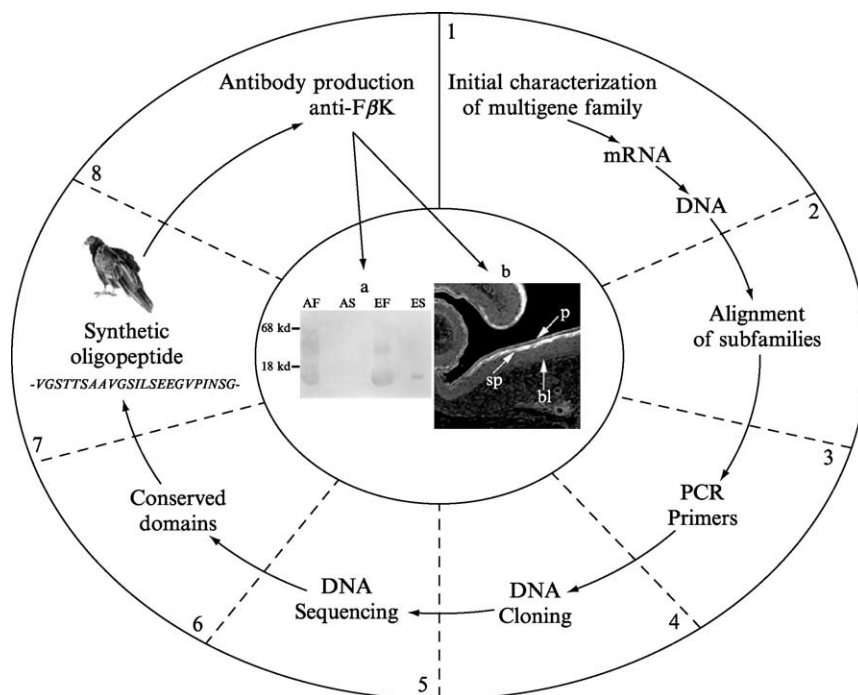 1
Initial characterization
of multigene family
mRNA
DNA
2
Alignment
of subfamilies
3
PCR
Primers
4
DNA
Cloning
5
DNA
Sequencing
6
Conserved
domains
7
Synthetic
oligopeptide
-VGSTTSAAVGSILSEEGVPINSG-
8
Antibody production
anti-FβK
a
AF AS EF ES
68 kd
18 kd
b
p
sp
bl